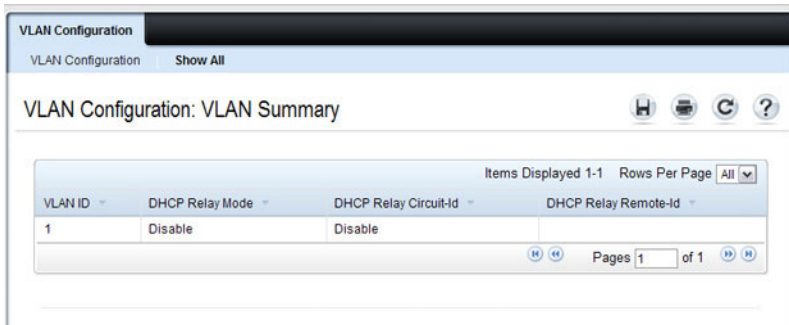 VLAN Configuration
VLAN Configuration Show All
VLAN Configuration: VLAN Summary
?
Items Displayed 1-1 Rows Per Page All
VLAN ID DHCP Relay Mode DHCP Relay Circuit-Id DHCP Relay Remote-Id
1 Disable Disable
Pages 1 of 1